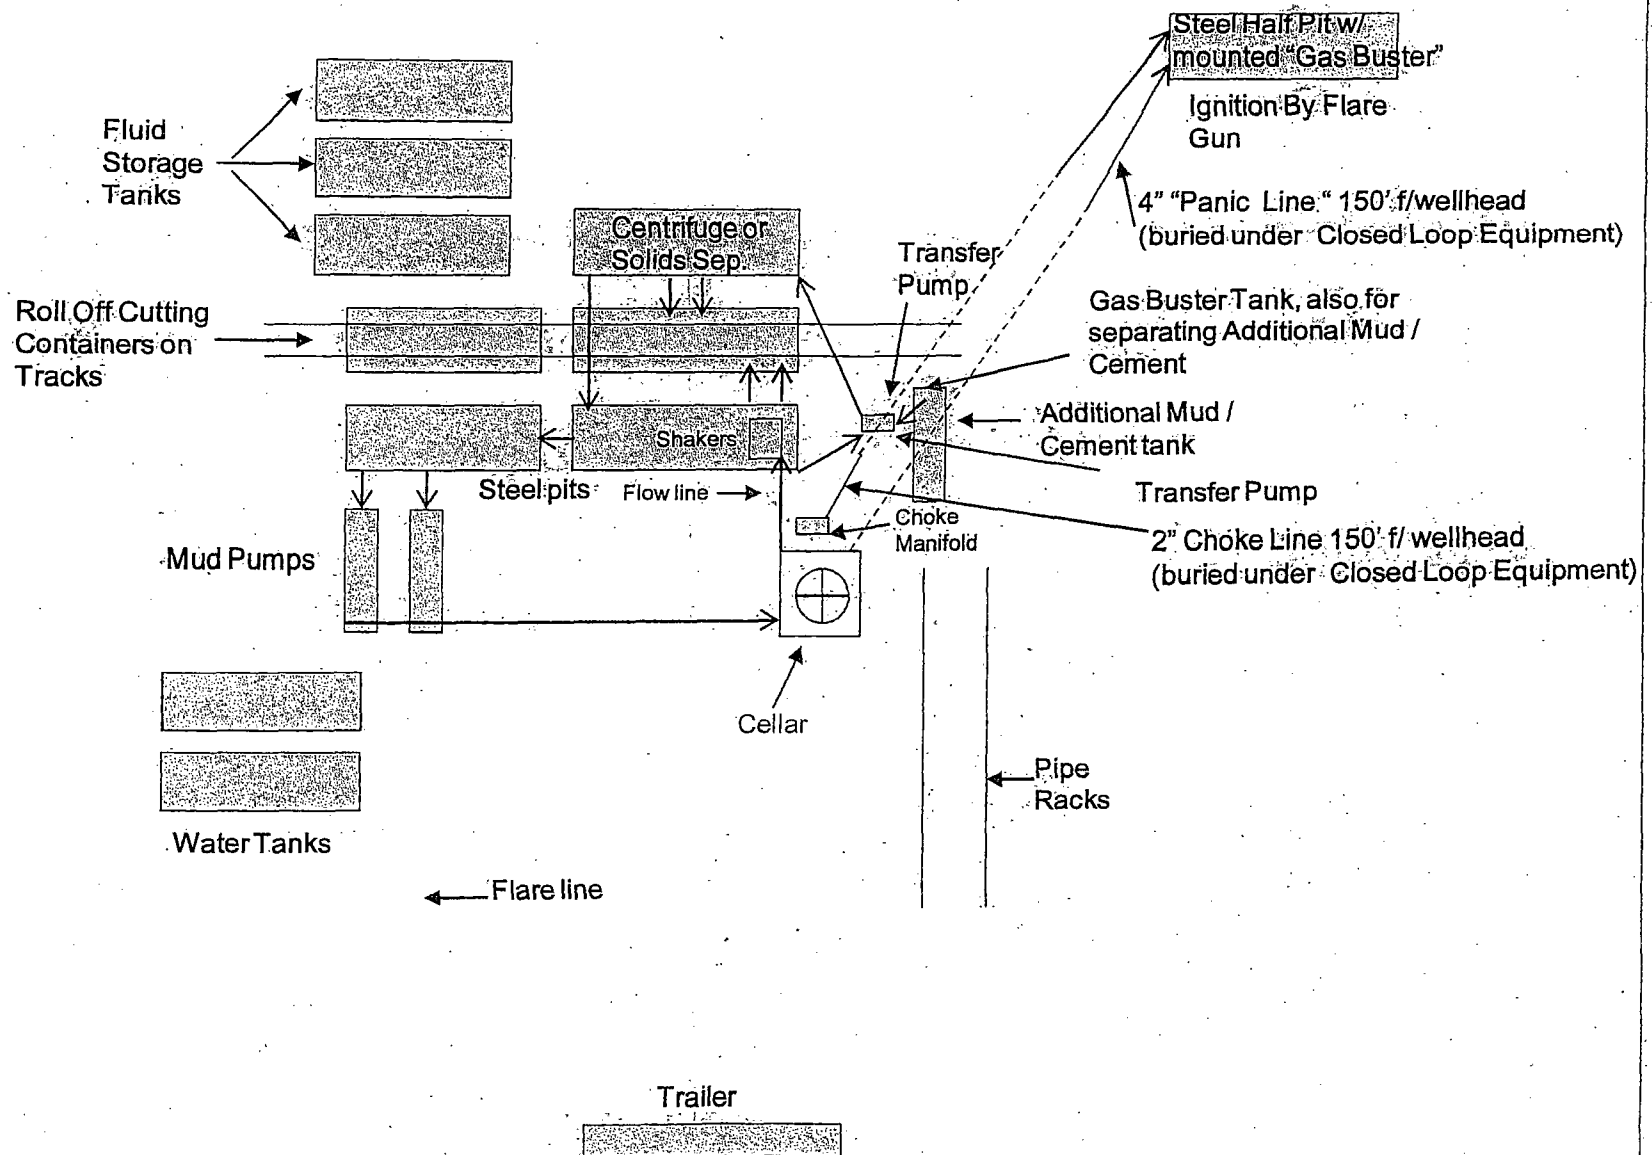 Steel Half Pit w/
mounted "Gas Buster"
Ignition By Flare
Gun
Fluid
Storage
Tanks
4" "Panic Line " 150' f/wellhead
(buried under Closed Loop Equipment)
Centrifuge or
Solids Sep.
Transfer
Pump
Roll Off Cutting
Containers on
Tracks
Gas Buster Tank, also for
separating Additional Mud /
Cement
Additional Mud /
Cement tank
Shakers
Steel pits
Flow line
Transfer Pump
Choke
Manifold
2" Choke Line 150' f/ wellhead
(buried under Closed Loop Equipment)
Mud Pumps
Cellar
Pipe
Racks
Water Tanks
Flare line
Trailer